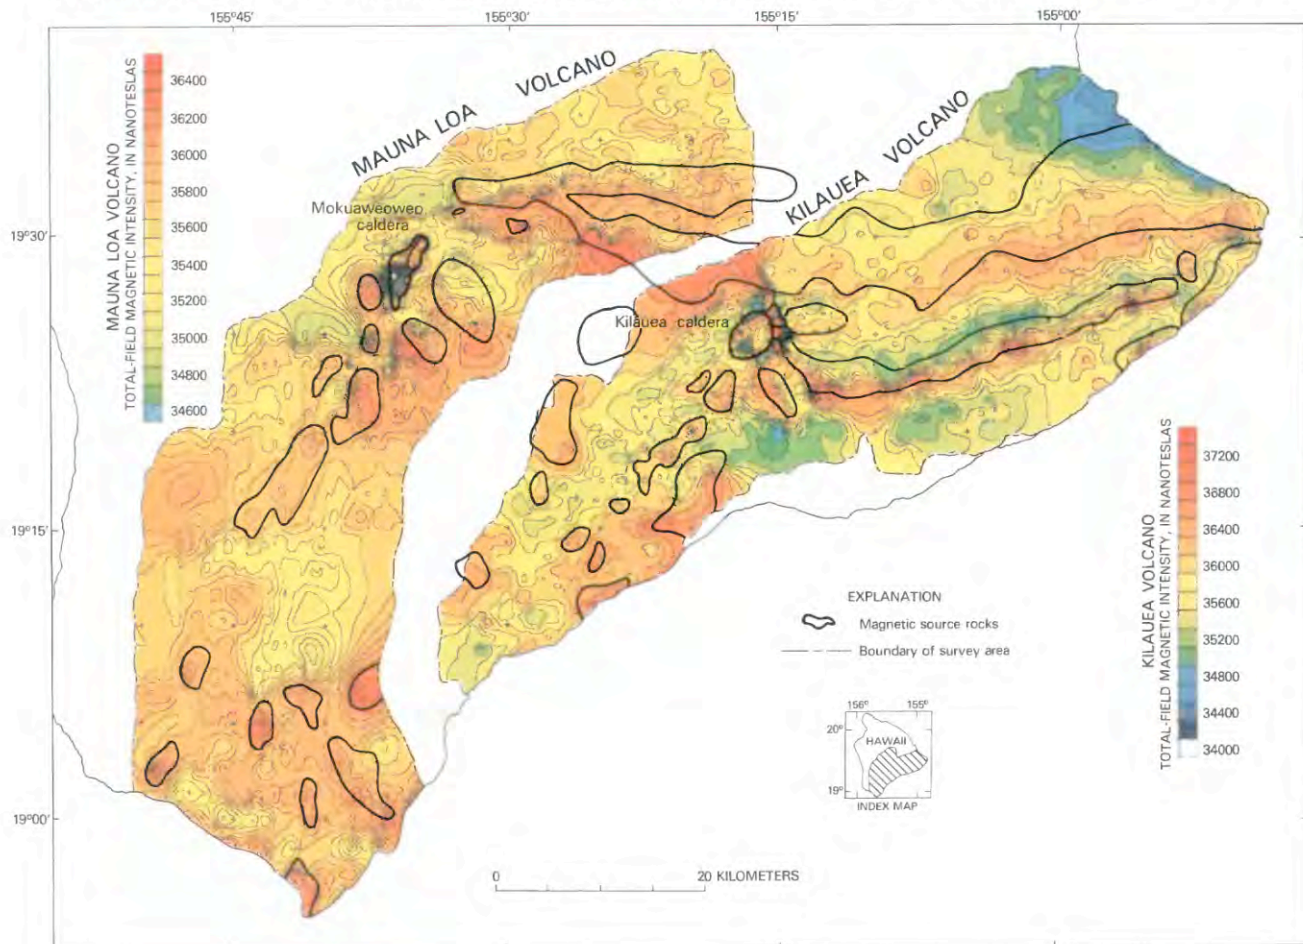 155°45'
155°30'
155°15'
155°00'
MAUNA LOA VOLCANO
TOTAL-FIELD MAGNETIC INTENSITY, IN NANOTESLAS
36400
36200
36000
35800
35600
35400
35200
35000
34800
34600
MAUNA LOA VOLCANO
KILAUEA VOLCANO
Mokuaweoweo
caldera
Kilauea caldera
19°30'
19°15'
19°00'
KILAUEA VOLCANO
TOTAL-FIELD MAGNETIC INTENSITY, IN NANOTESLAS
37200
38800
36400
36000
35600
35200
34800
34400
34000
EXPLANATION
Magnetic source rocks
Boundary of survey area
156° 155°
20°
HAWAII
19°
INDEX MAP
0 20 KILOMETERS